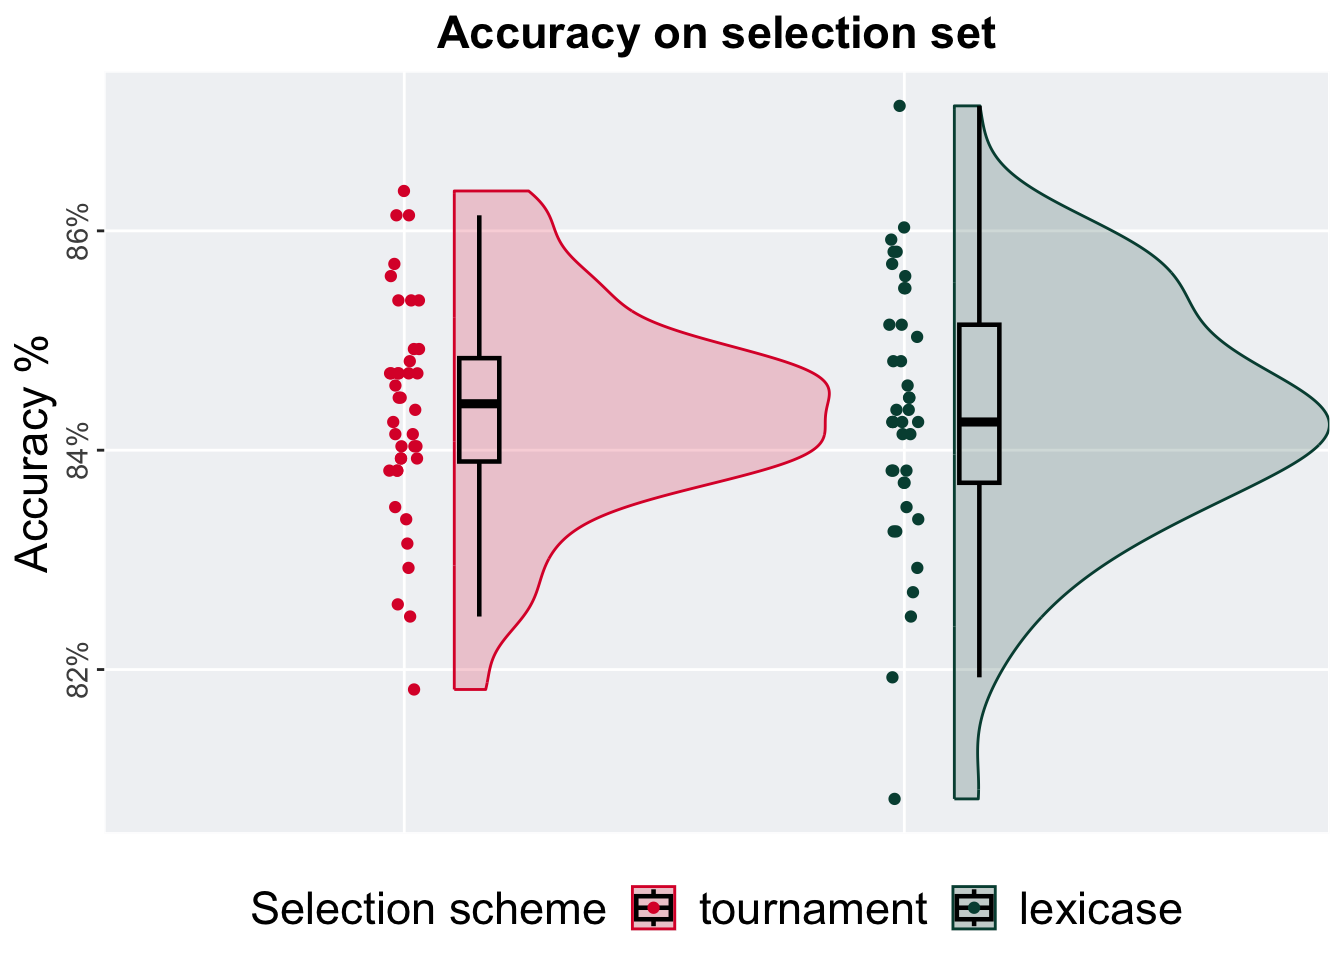 Accuracy on selection set
Accuracy %
86%
84%
82%
Selection scheme tournament lexicase